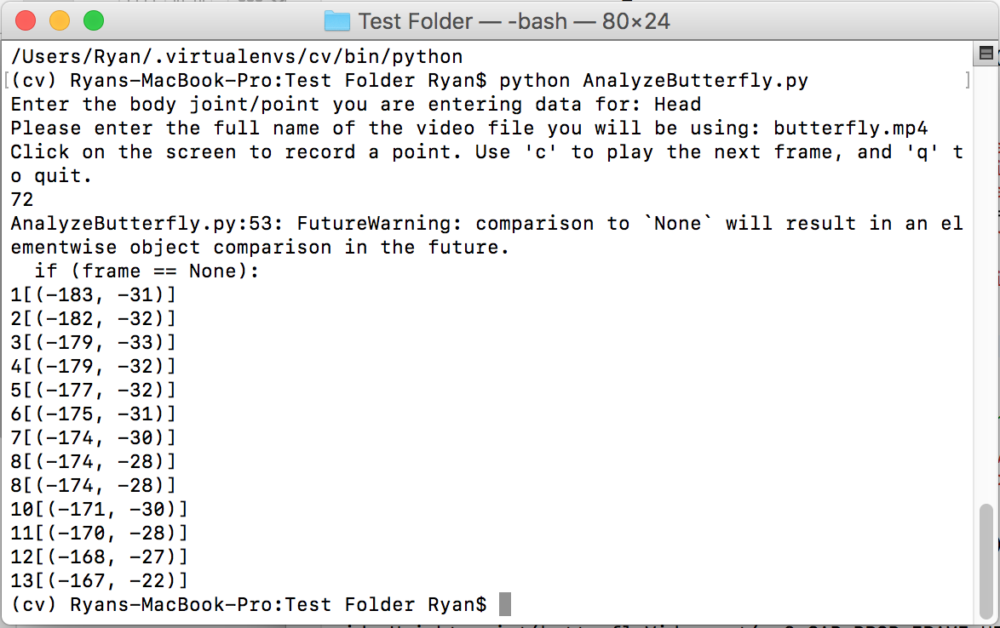 Test Folder — -bash — 80×24
/Users/Ryan/.virtualenvs/cv/bin/python
[(cv) Ryans-MacBook-Pro:Test Folder Ryan$ python AnalyzeButterfly.py ]
Enter the body joint/point you are entering data for: Head
Please enter the full name of the video file you will be using: butterfly.mp4
Click on the screen to record a point. Use 'c' to play the next frame, and 'q' t
o quit.
72
AnalyzeButterfly.py:53: FutureWarning: comparison to `None` will result in an el
ementwise object comparison in the future.
  if (frame == None):
1[(-183, -31)]
2[(-182, -32)]
3[(-179, -33)]
4[(-179, -32)]
5[(-177, -32)]
6[(-175, -31)]
7[(-174, -30)]
8[(-174, -28)]
8[(-174, -28)]
10[(-171, -30)]
11[(-170, -28)]
12[(-168, -27)]
13[(-167, -22)]
(cv) Ryans-MacBook-Pro:Test Folder Ryan$